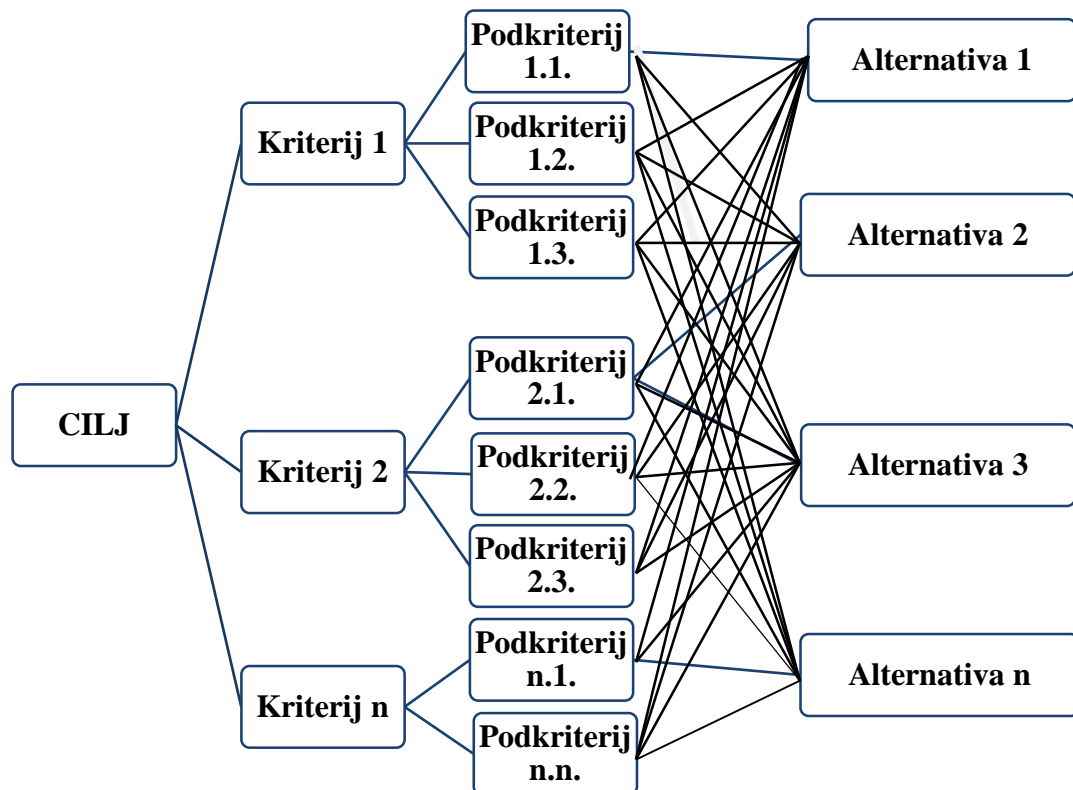 CILJ
Kriterij 1
Podkriterij
1.1.
Podkriterij
1.2.
Podkriterij
1.3.
Kriterij 2
Podkriterij
2.1.
Podkriterij
2.2.
Podkriterij
2.3.
Kriterij n
Podkriterij
n.1.
Podkriterij
n.n.
Alternativa 1
Alternativa 2
Alternativa 3
Alternativa n